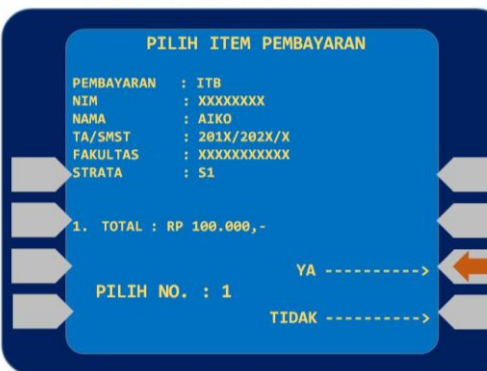 PILIH ITEM PEMBAYARAN
PEMBAYARAN : ITB
NIM : XXXXXXXX
NAMA : AIKO
TA/SMST : 201X/202X/X
FAKULTAS : XXXXXXXXXXX
STRATA : S1
1. TOTAL : RP 100.000,-
YA ---------->
PILIH NO. : 1
TIDAK ---------->